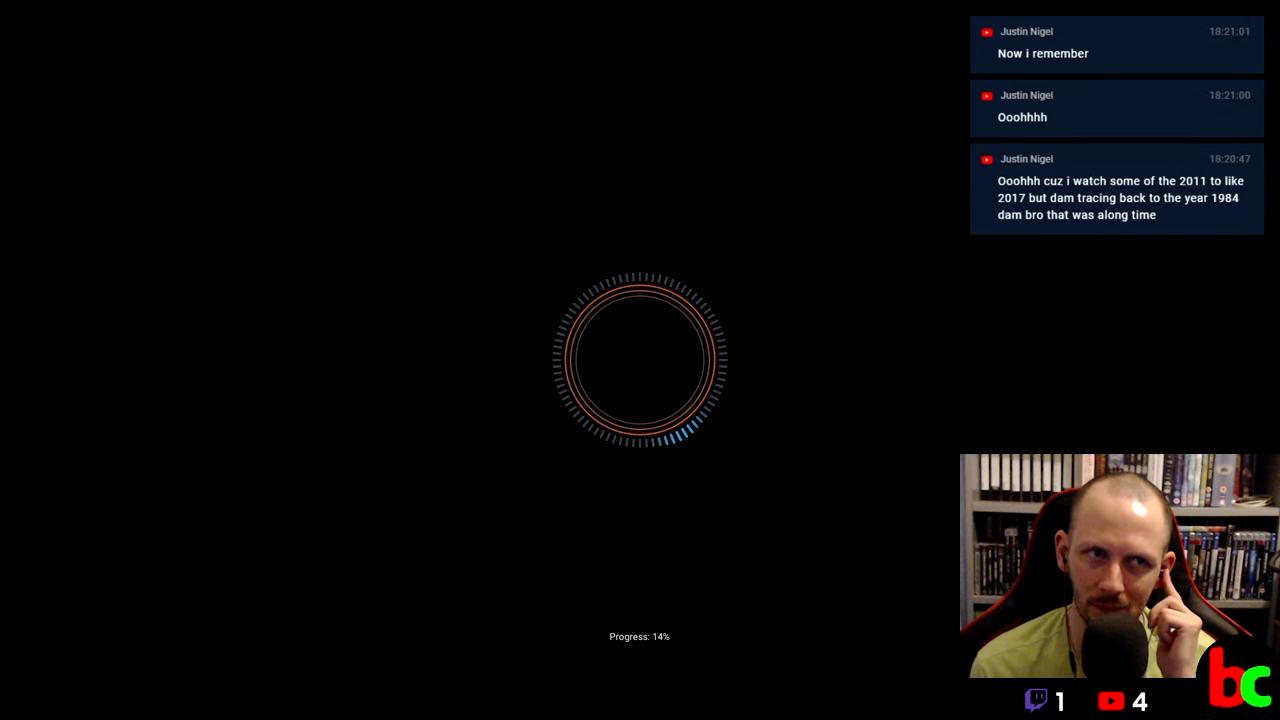 Justin Nigel 18:21:01
Now i remember
Justin Nigel 18:21:00
Ooohhhh
Justin Nigel 18:20:47
Ooohhh cuz i watch some of the 2011 to like
2017 but dam tracing back to the year 1984
dam bro that was along time
Progress: 14%
1 4
bc